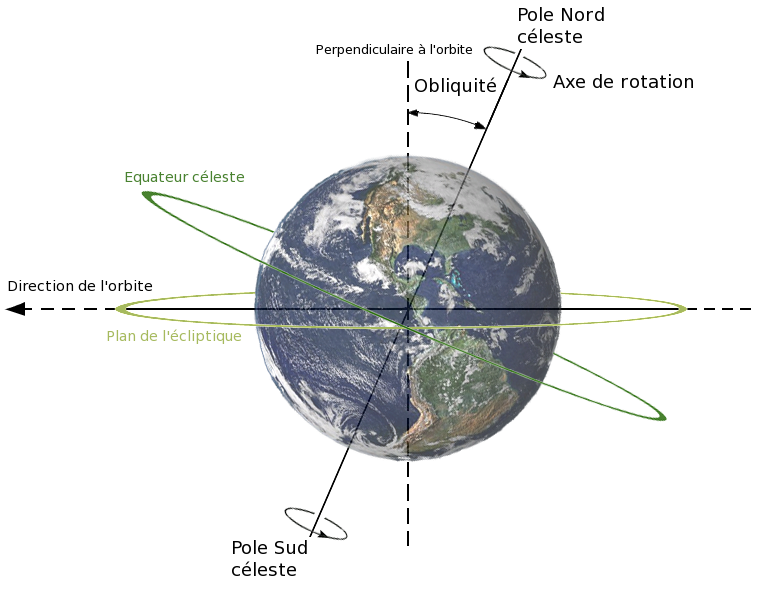 Pole Nord
céleste
Perpendiculaire à l'orbite
Obliquité
Axe de rotation
Equateur céleste
Direction de l'orbite
Plan de l'écliptique
Pole Sud
céleste